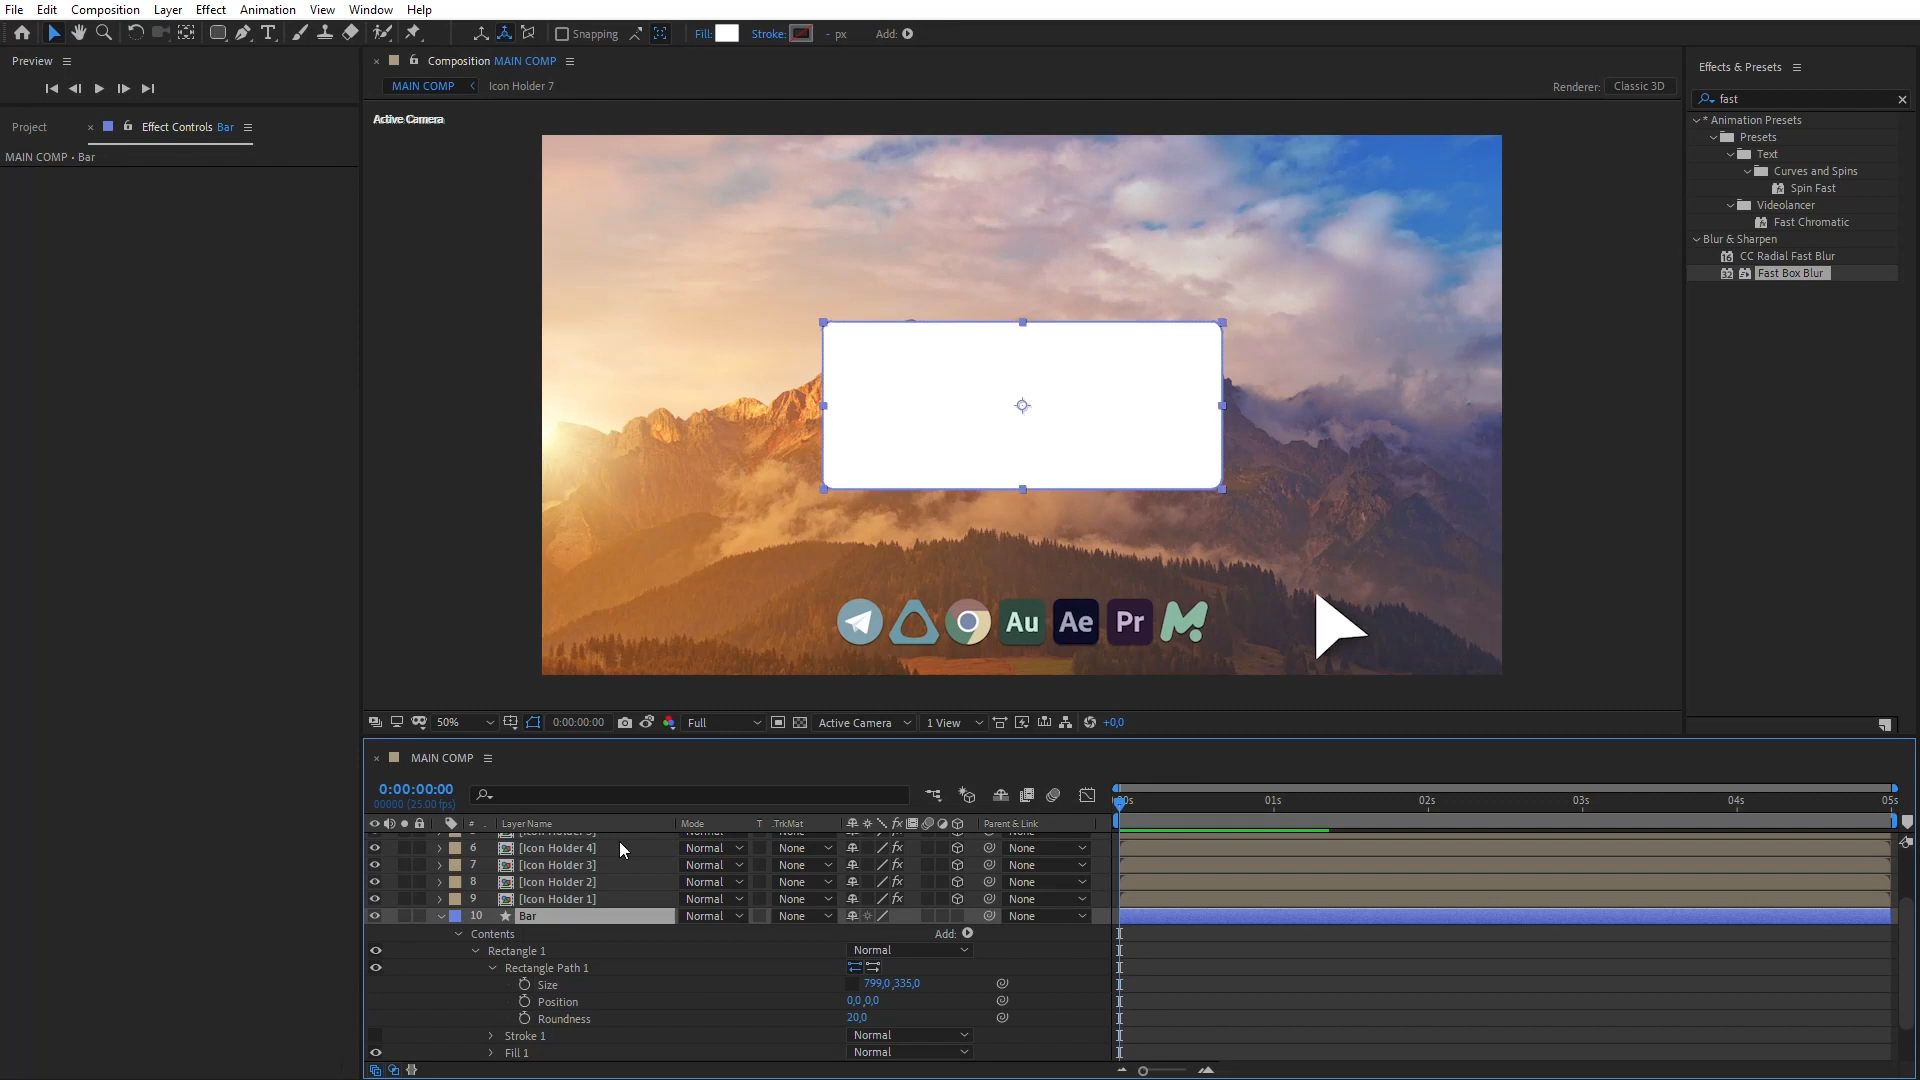 File Edit Composition Layer Effect Animation View Window Help
Snapping Fill: Stroke: - px Add:
Preview
Composition MAIN COMP
Effects & Presets
MAIN COMP Icon Holder 7
Renderer: Classic 3D
fast
Project Effect Controls Bar
MAIN COMP • Bar
Active Camera
* Animation Presets
Presets
Text
Curves and Spins
Spin Fast
Videolancer
Fast Chromatic
Blur & Sharpen
CC Radial Fast Blur
Fast Box Blur
Au Ae Pr
50% 0:00:00:00 Full Active Camera 1 View +0,0
MAIN COMP
0:00:00:00
00000 (25.00 fps)
00s 01s 02s 03s 04s 05s
# Layer Name Mode T .TrkMat Parent & Link
6 [Icon Holder 4] Normal None None
7 [Icon Holder 3] Normal None None
8 [Icon Holder 2] Normal None None
9 [Icon Holder 1] Normal None None
10 Bar Normal None None
Contents Add:
Rectangle 1 Normal
Rectangle Path 1
Size 799,0,335,0
Position 0,0,0,0
Roundness 20,0
Stroke 1 Normal
Fill 1 Normal